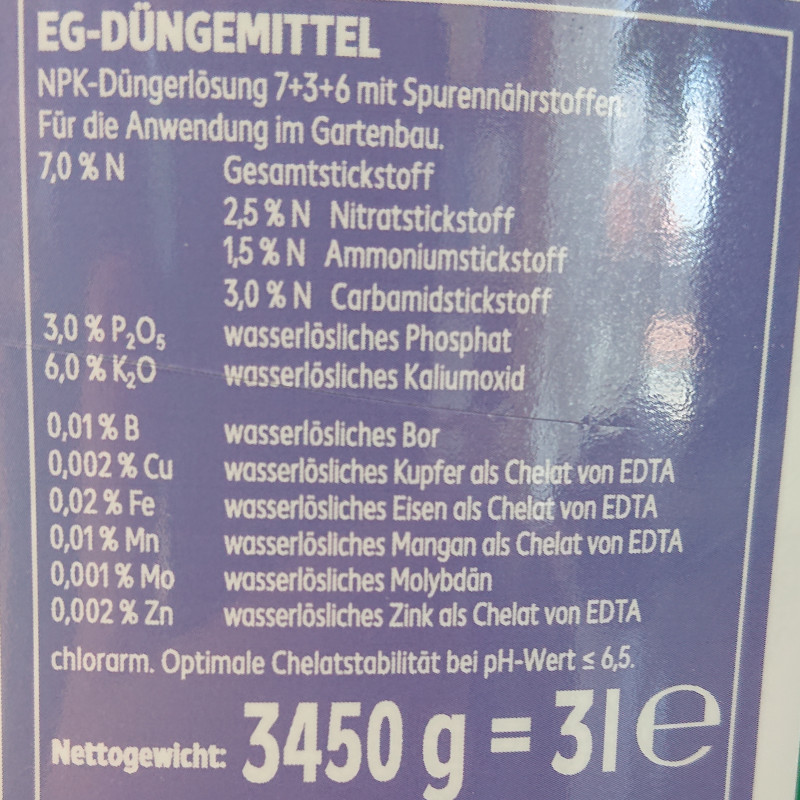 EG-DÜNGEMITTEL
NPK-Düngerlösung 7+3+6 mit Spurennährstoffen
Für die Anwendung im Gartenbau.
7,0 % N Gesamtstickstoff
2,5 % N Nitratstickstoff
1,5 % N Ammoniumstickstoff
3,0 % N Carbamidstickstoff
3,0 % P₂O₅ wasserlösliches Phosphat
6,0 % K₂O wasserlösliches Kaliumoxid
0,01 % B wasserlösliches Bor
0,002 % Cu wasserlösliches Kupfer als Chelat von EDTA
0,02 % Fe wasserlösliches Eisen als Chelat von EDTA
0,01 % Mn wasserlösliches Mangan als Chelat von EDTA
0,001 % Mo wasserlösliches Molybdän
0,002 % Zn wasserlösliches Zink als Chelat von EDTA
chlorarm. Optimale Chelatstabilität bei pH-Wert ≤ 6,5.
Nettogewicht: 3450 g = 3l ℮